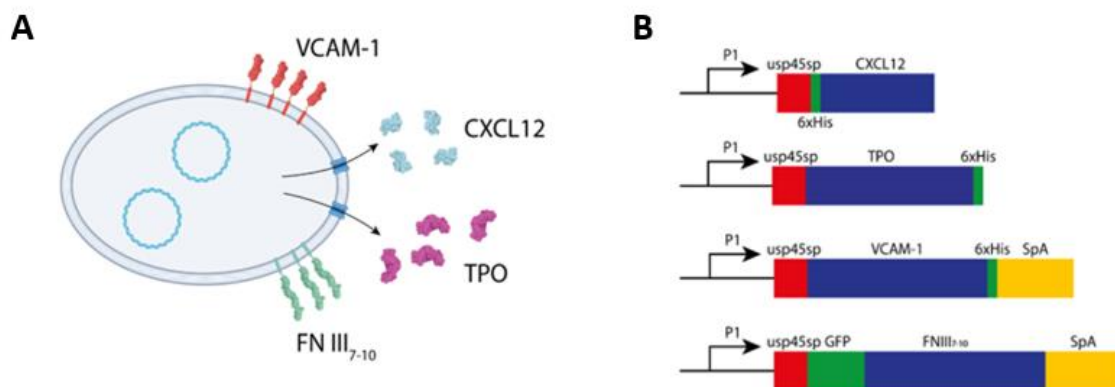 A
VCAM-1
CXCL12
TPO
FN III7-10
B
P1
usp45sp CXCL12
6xHis
P1
usp45sp TPO 6xHis
P1
usp45sp VCAM-1 6xHis SpA
P1
usp45sp GFP FNIII7-10 SpA